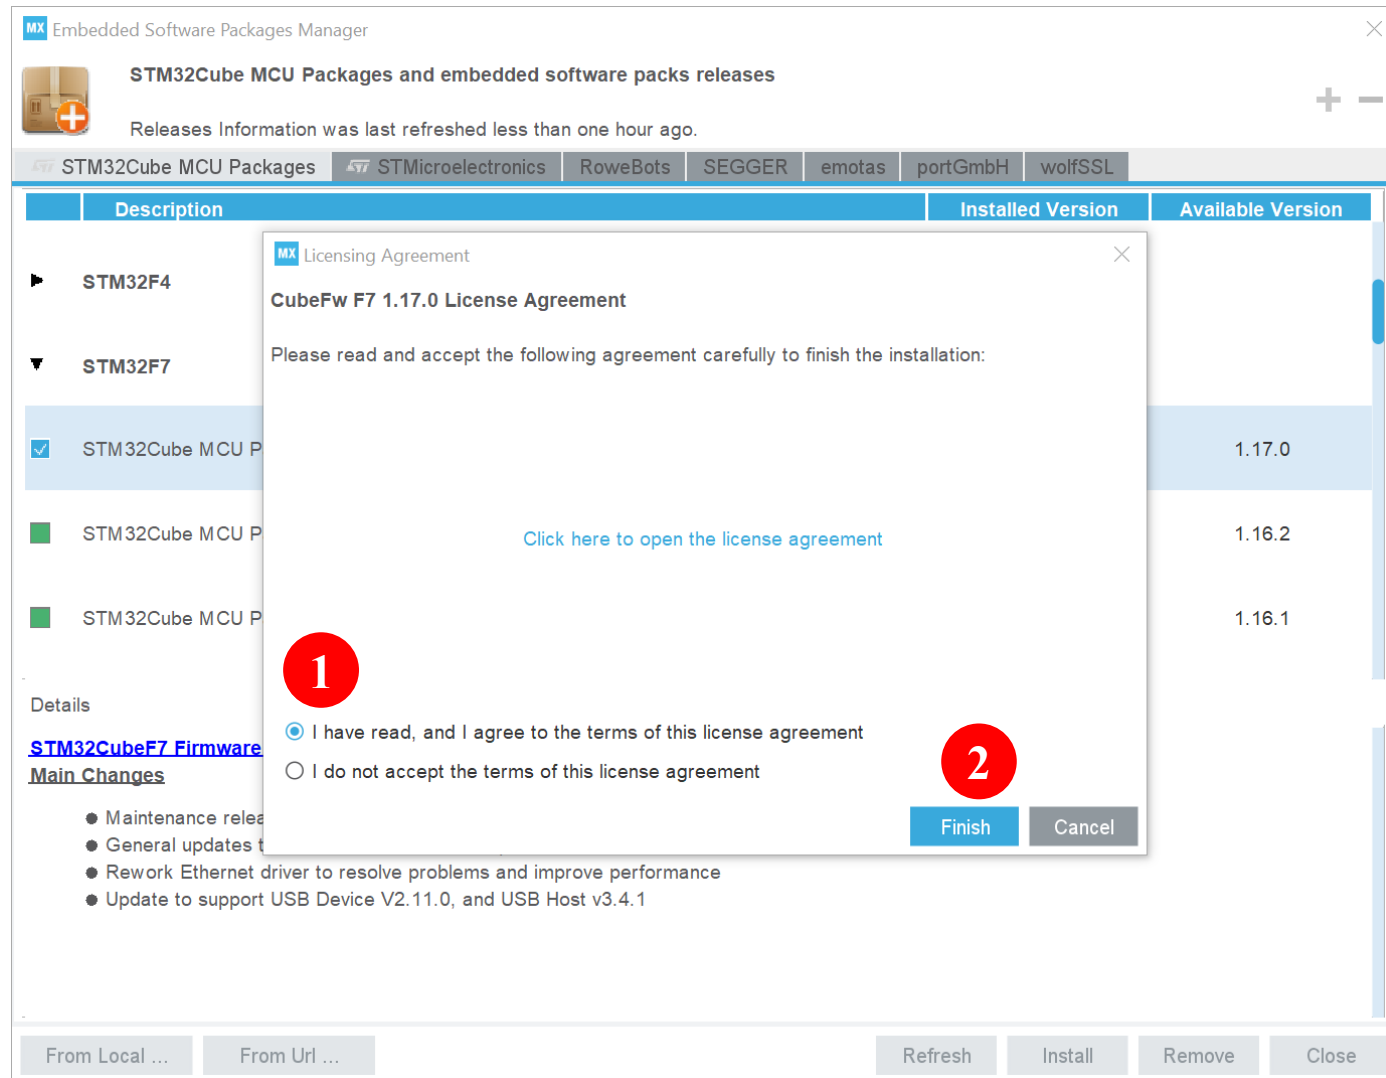 MX Embedded Software Packages Manager
STM32Cube MCU Packages and embedded software packs releases
Releases Information was last refreshed less than one hour ago.
STM32Cube MCU Packages STMicroelectronics RoweBots SEGGER emotas portGmbH wolfSSL
Description Installed Version Available Version
MX Licensing Agreement
STM32F4
CubeFw F7 1.17.0 License Agreement
Please read and accept the following agreement carefully to finish the installation:
STM32F7
STM32Cube MCU P 1.17.0
STM32Cube MCU P 1.16.2
Click here to open the license agreement
STM32Cube MCU P 1.16.1
1
Details
I have read, and I agree to the terms of this license agreement
STM32CubeF7 Firmware
2
I do not accept the terms of this license agreement
Main Changes
Maintenance relea
Finish Cancel
General updates t
Rework Ethernet driver to resolve problems and improve performance
Update to support USB Device V2.11.0, and USB Host v3.4.1
From Local ... From Url ... Refresh Install Remove Close